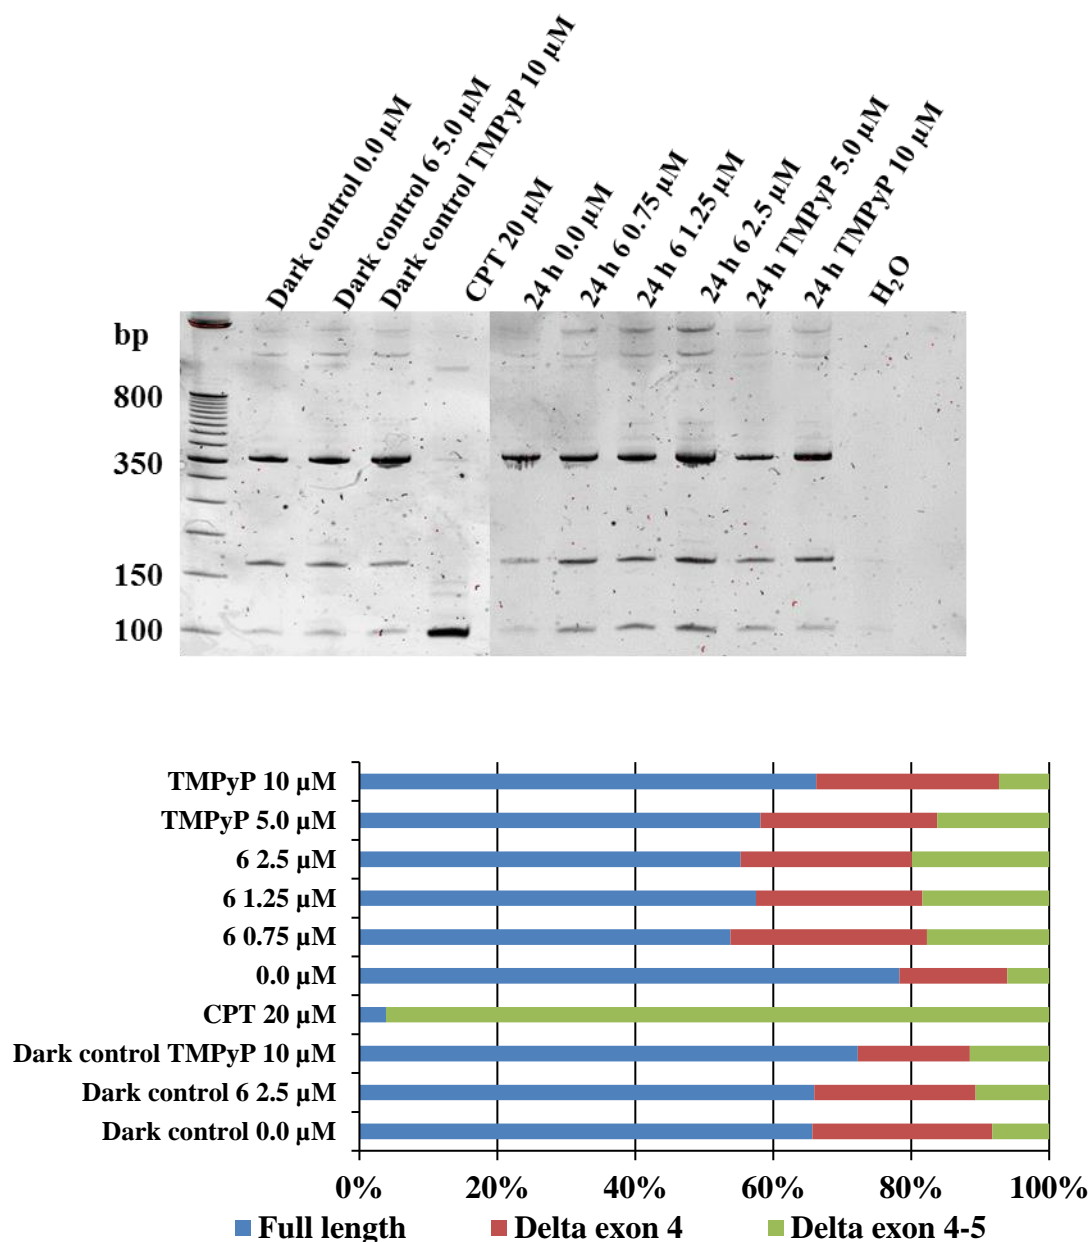 Dark control 0.0 µM
Dark control 6 5.0 µM
Dark control TMPyP 10 µM
CPT 20 µM
24 h 0.0 µM
24 h 6 0.75 µM
24 h 6 1.25 µM
24 h 6 2.5 µM
24 h TMPyP 5.0 µM
24 h TMPyP 10 µM
H₂O
bp
800
350
150
100
TMPyP 10 µM
TMPyP 5.0 µM
6 2.5 µM
6 1.25 µM
6 0.75 µM
0.0 µM
CPT 20 µM
Dark control TMPyP 10 µM
Dark control 6 2.5 µM
Dark control 0.0 µM
0% 20% 40% 60% 80% 100%
Full length Delta exon 4 Delta exon 4-5